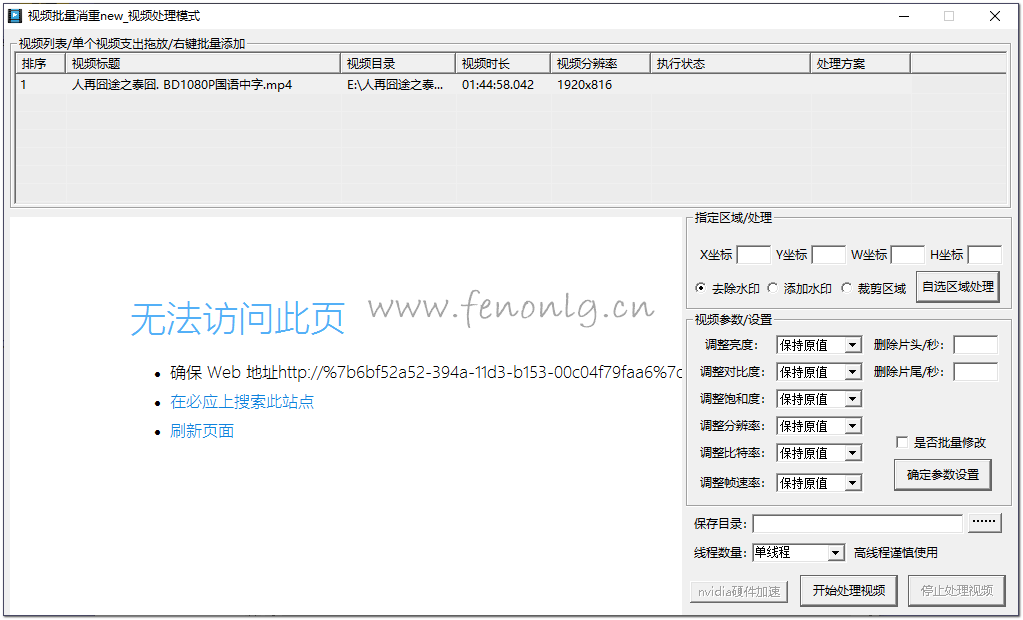 视频批量消重new_视频处理模式
视频列表/单个视频支出拖放/右键批量添加
排序 视频标题 视频目录 视频时长 视频分辨率 执行状态 处理方案
1 人再囧途之泰囧. BD1080P国语中字.mp4 E:\人再囧途之泰... 01:44:58.042 1920x816
指定区域/处理
X坐标 Y坐标 W坐标 H坐标
去除水印 添加水印 裁剪区域 自选区域处理
无法访问此页
www.fenonlg.cn
确保 Web 地址http://%7b6bf52a52-394a-11d3-b153-00c04f79faa6%7d
在必应上搜索此站点
刷新页面
视频参数/设置
调整亮度: 保持原值 删除片头/秒:
调整对比度: 保持原值 删除片尾/秒:
调整饱和度: 保持原值
调整分辨率: 保持原值
是否批量修改
调整比特率: 保持原值
确定参数设置
调整帧速率: 保持原值
保存目录: ······
线程数量: 单线程 高线程谨慎使用
nvidia硬件加速 开始处理视频 停止处理视频